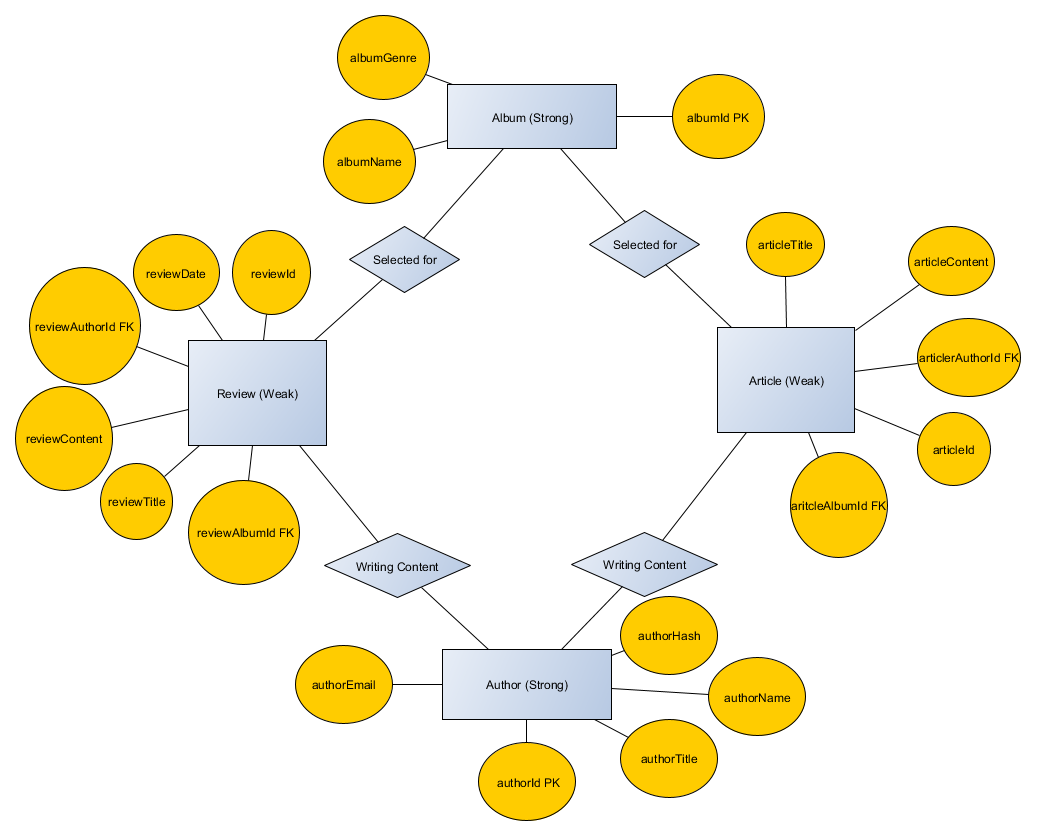 albumGenre
Album (Strong)
albumId PK
albumName
Selected for
Selected for
articleTitle
articleContent
reviewDate
reviewId
reviewAuthorId FK
articlerAuthorId FK
Review (Weak)
Article (Weak)
reviewContent
articleId
reviewTitle
reviewAlbumId FK
aritcleAlbumId FK
Writing Content
Writing Content
authorHash
authorEmail
Author (Strong)
authorName
authorTitle
authorId PK